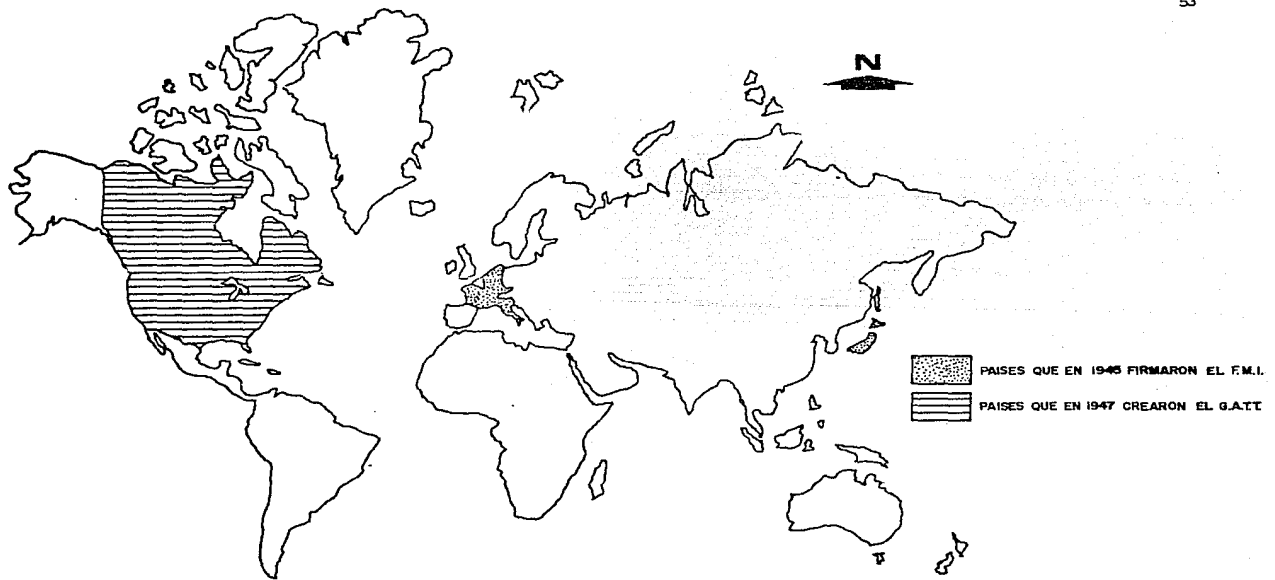 53
N
PAISES QUE EN 1945 FIRMARON EL F.M.I.
PAISES QUE EN 1947 CREARON EL G.A.T.T.